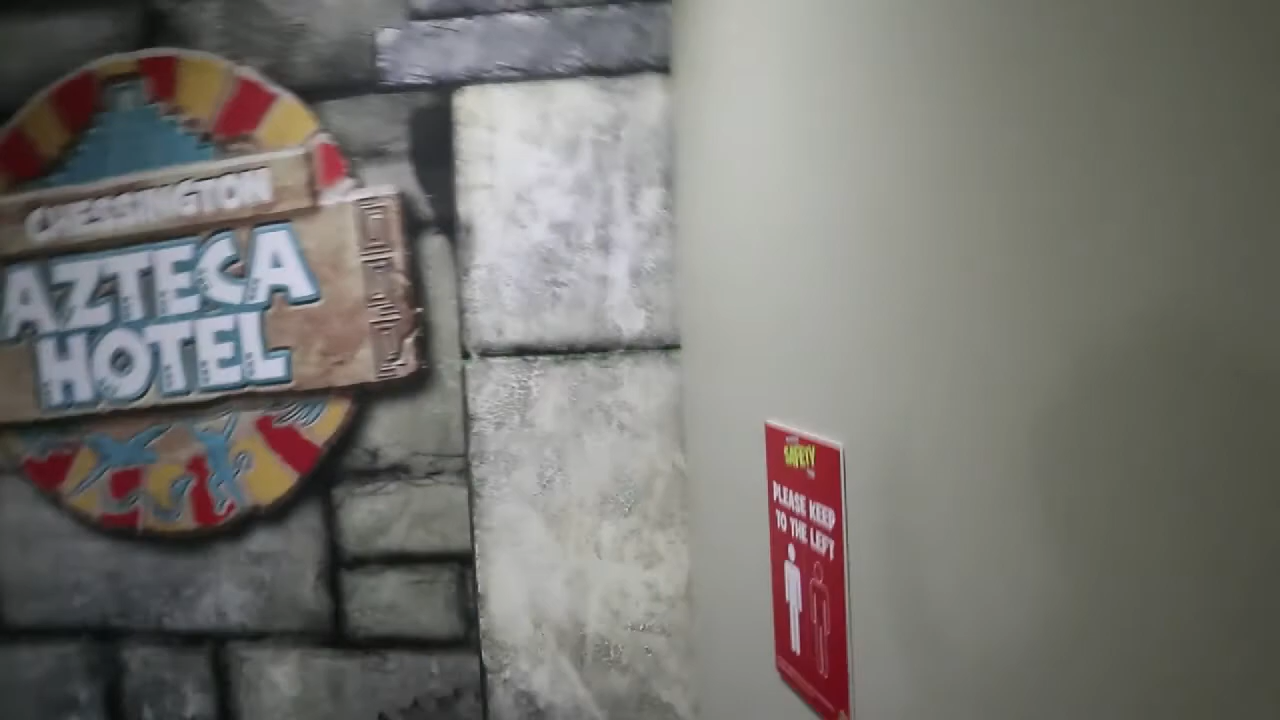 CHESSINGTON
AZTECA
HOTEL
SAFETY
PLEASE KEEP
TO THE LEFT